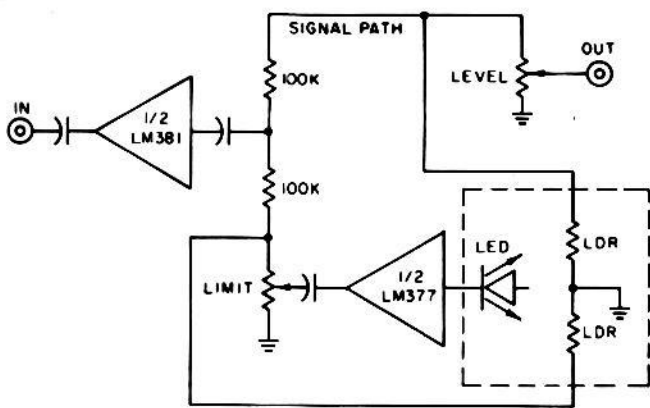 SIGNAL PATH
OUT
100K
LEVEL
IN
1/2
LM381
100K
LED
LDR
1/2
LM377
LIMIT
LDR